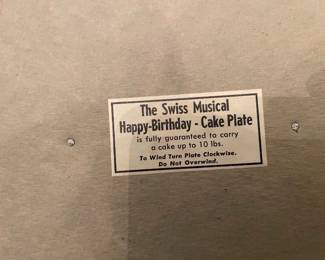 The Swiss Musical
Happy-Birthday - Cake Plate
is fully guaranteed to carry
a cake up to 10 lbs.
To Wind Turn Plate Clockwise.
Do Not Overwind.